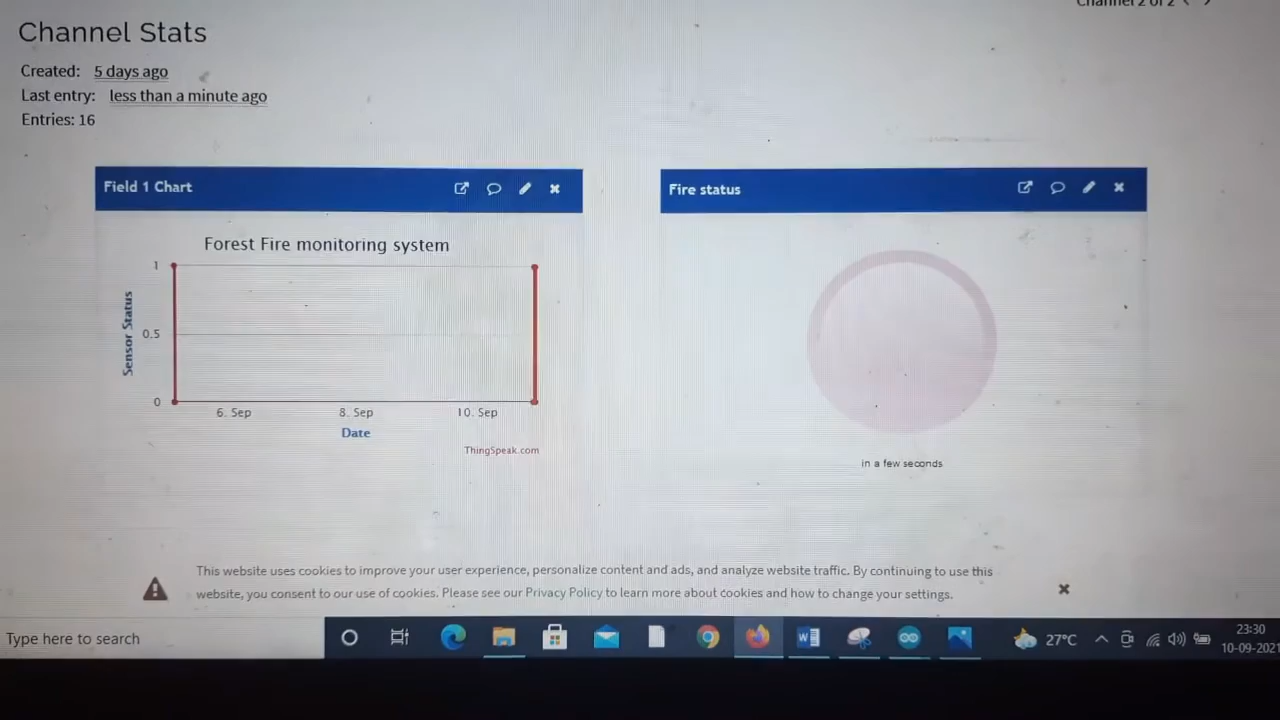 Channel 2 of 2
Channel Stats
Created: 5 days ago
Last entry: less than a minute ago
Entries: 16
Field 1 Chart
Fire status
Forest Fire monitoring system
1
0.5
0
Sensor Status
6. Sep 8. Sep 10. Sep
Date
ThingSpeak.com
in a few seconds
This website uses cookies to improve your user experience, personalize content and ads, and analyze website traffic. By continuing to use this
website, you consent to our use of cookies. Please see our Privacy Policy to learn more about cookies and how to change your settings.
Type here to search
27°C
23:30
10-09-2021